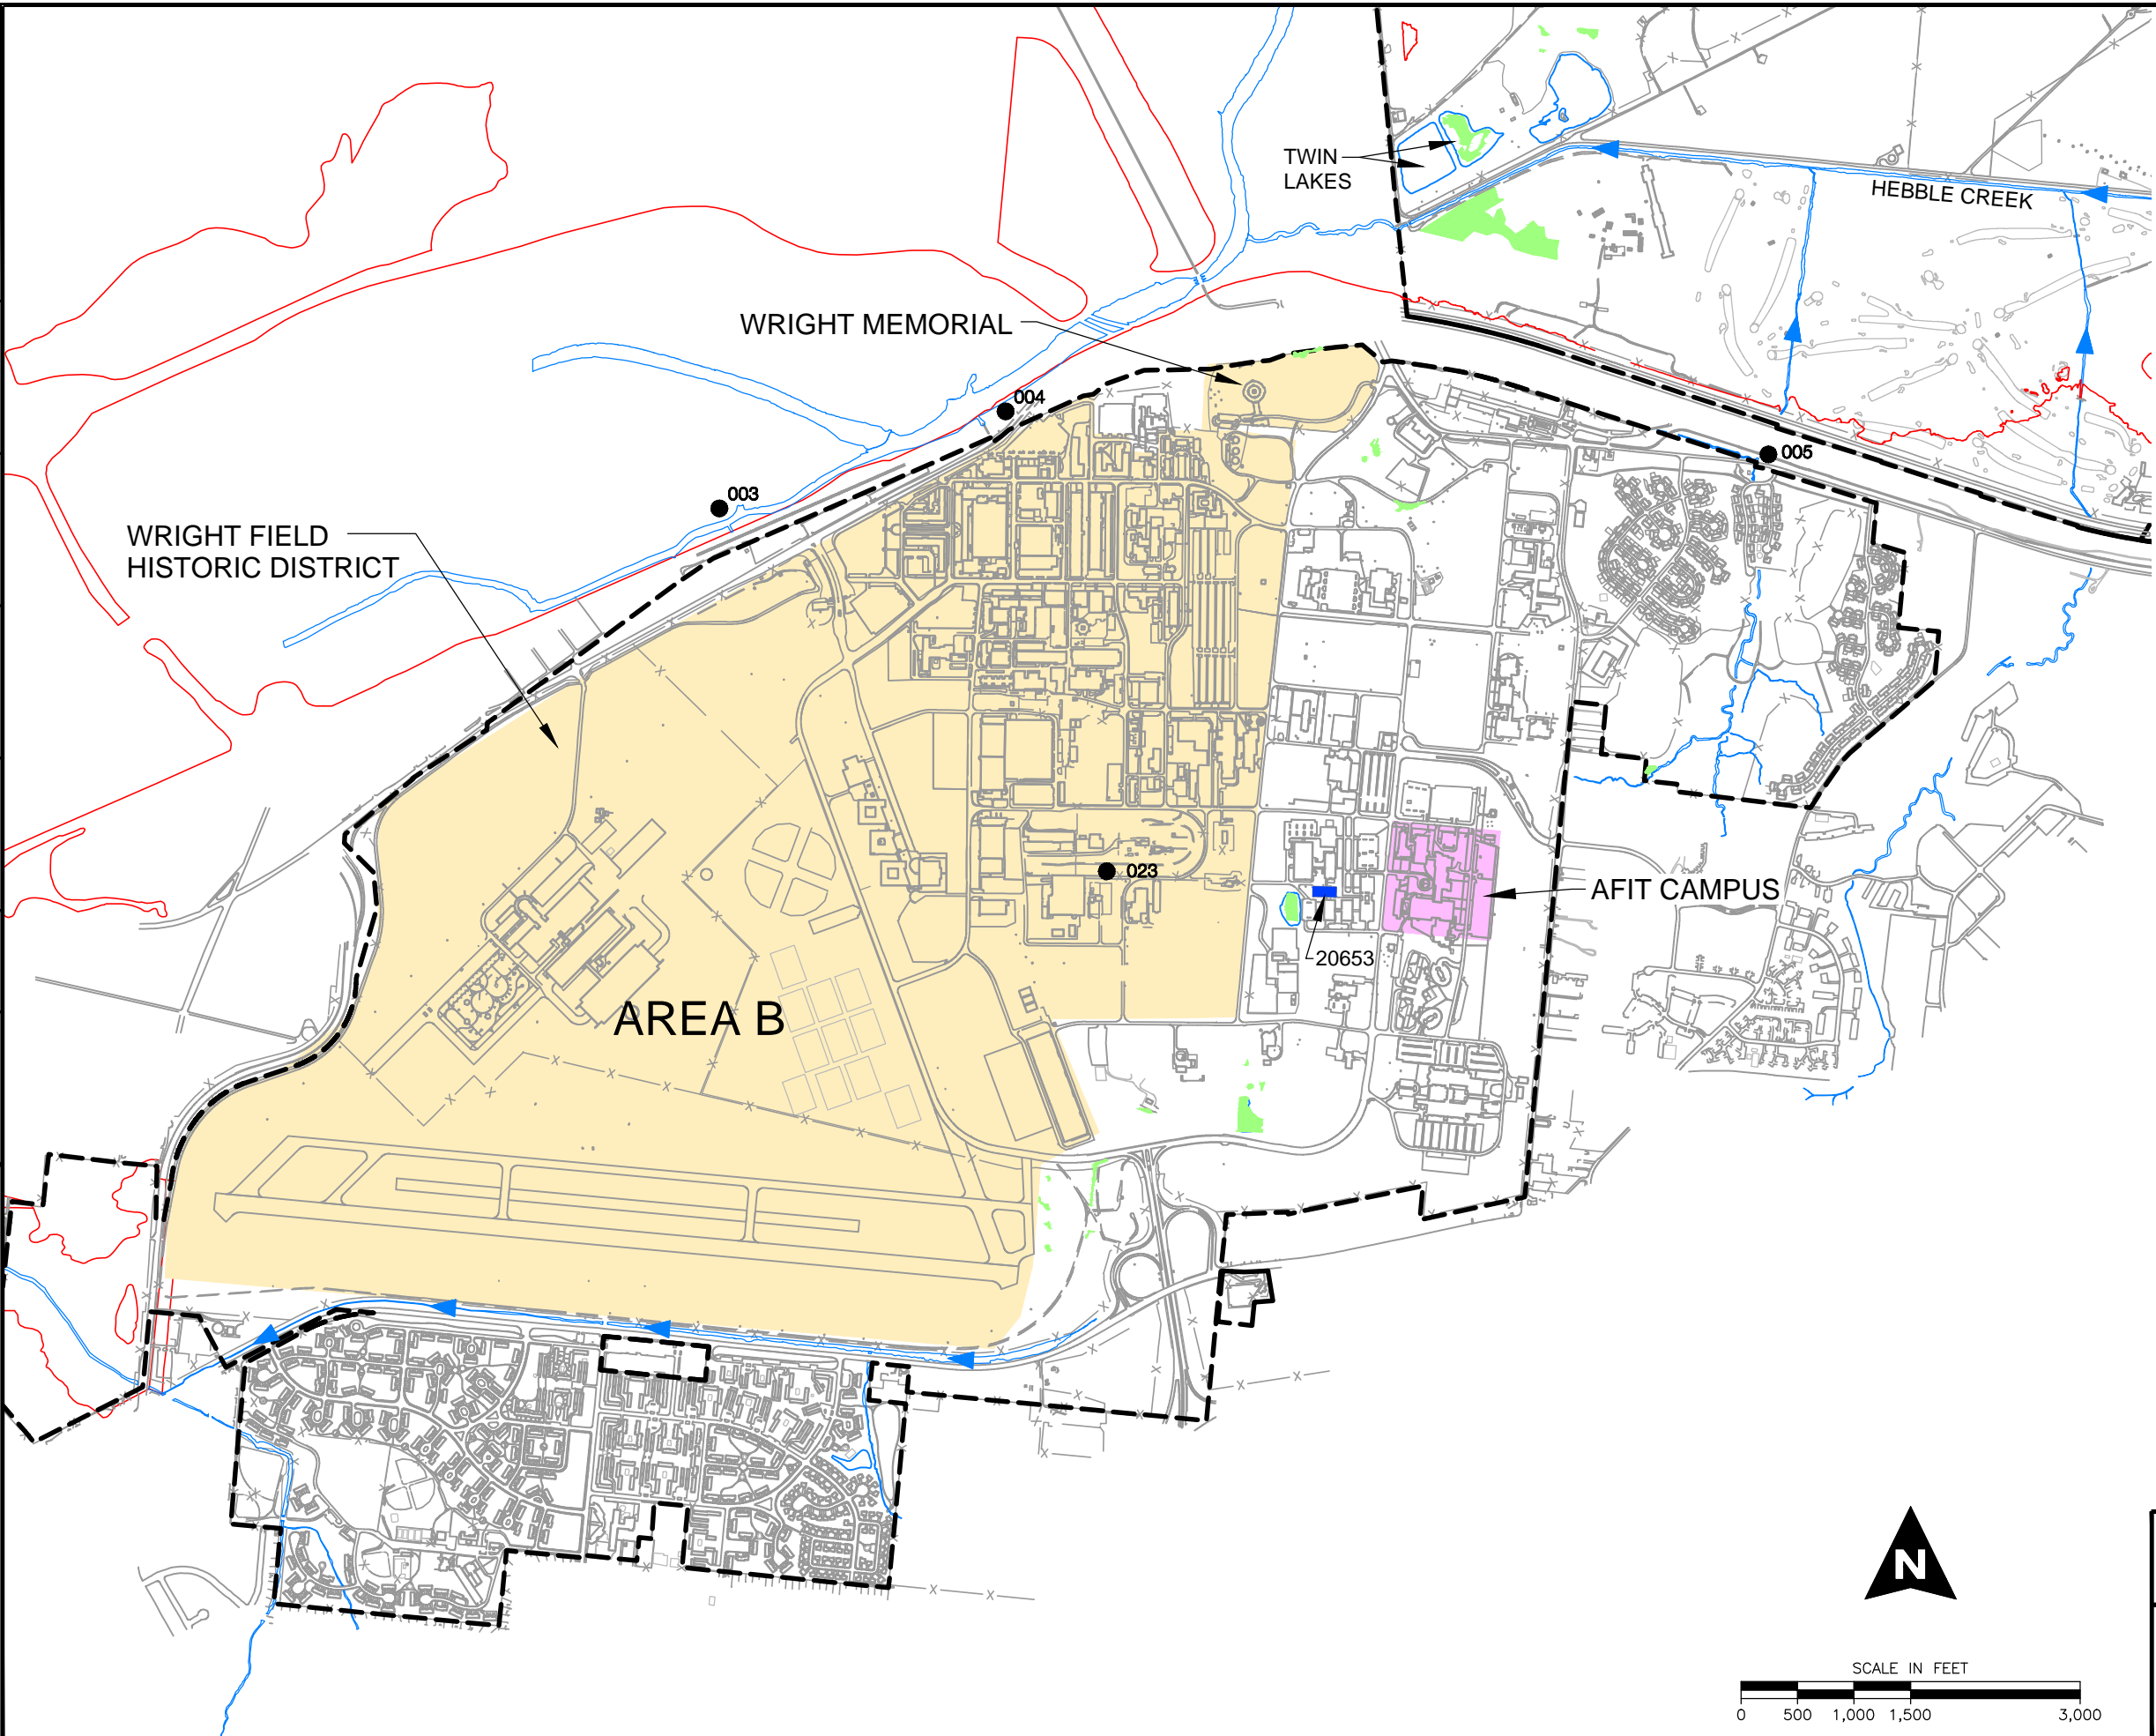 TWIN
LAKES
HEBBLE CREEK
WRIGHT MEMORIAL
004
005
003
WRIGHT FIELD
HISTORIC DISTRICT
023
AFIT CAMPUS
20653
AREA B
N
SCALE IN FEET
0 500 1,000 1,500 3,000